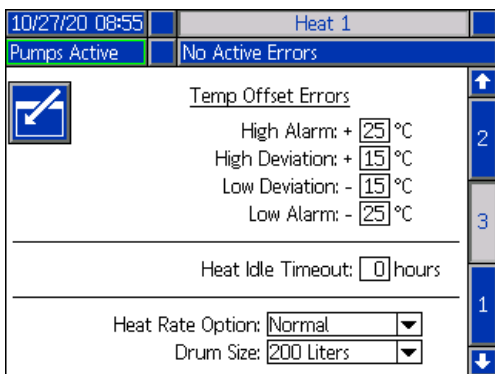 10/27/20 08:55 Heat 1
Pumps Active No Active Errors
Temp Offset Errors
High Alarm: + 25 °C
High Deviation: + 15 °C
Low Deviation: - 15 °C
Low Alarm: - 25 °C
2
3
Heat Idle Timeout: 0 hours
1
Heat Rate Option: Normal
Drum Size: 200 Liters